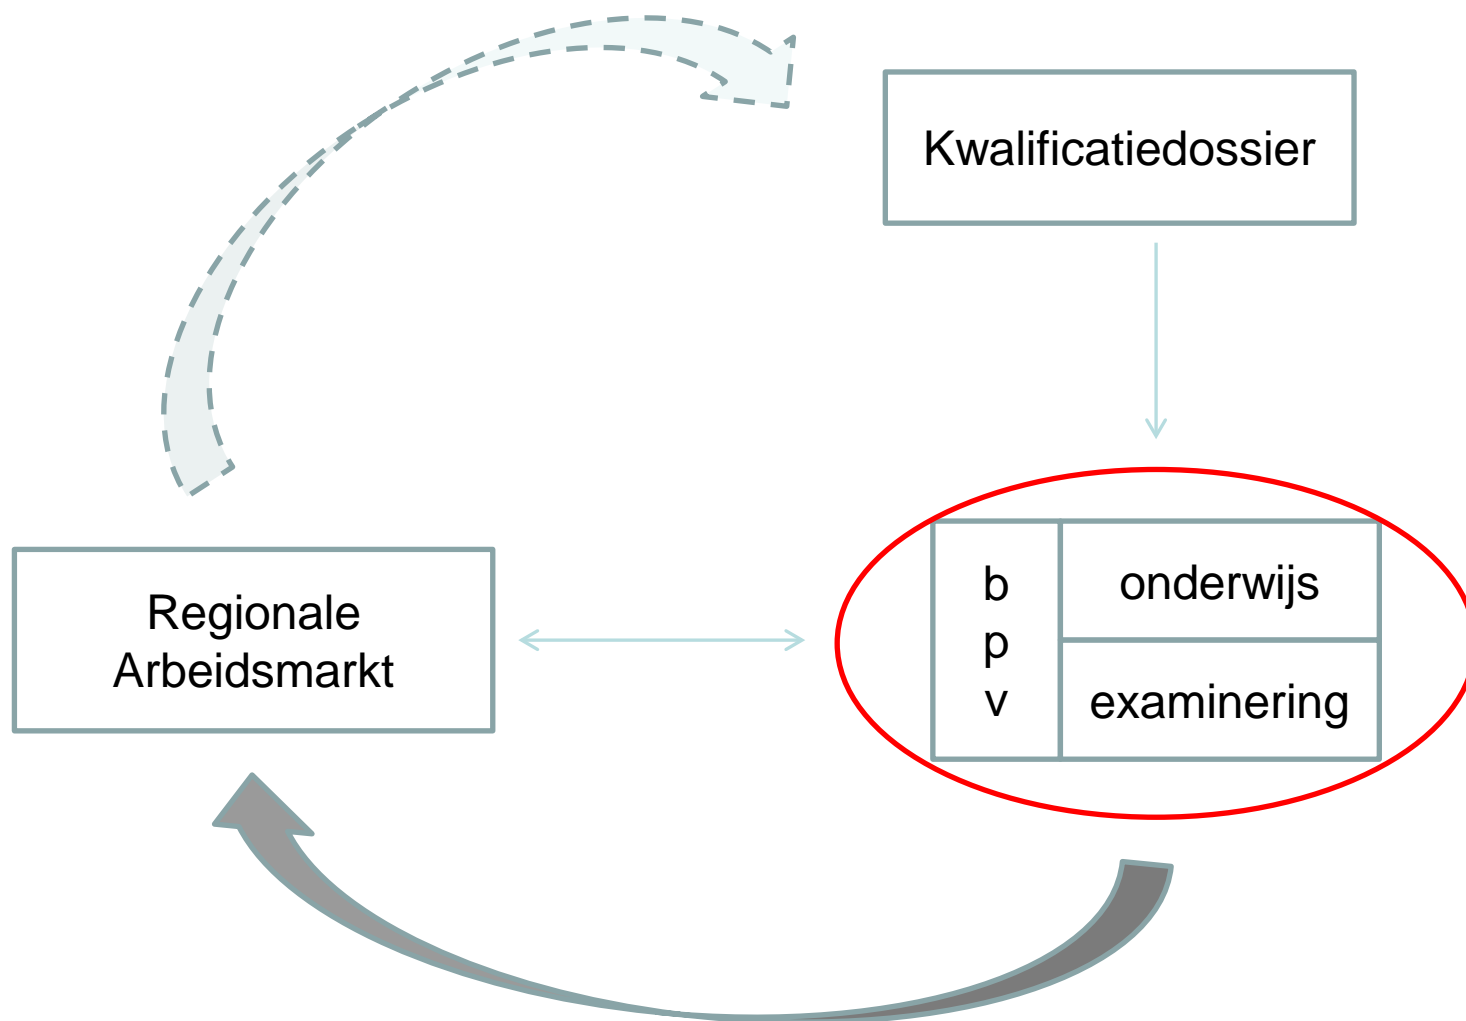 Kwalificatiedossier
Regionale
Arbeidsmarkt
b
p
v
onderwijs
examinering